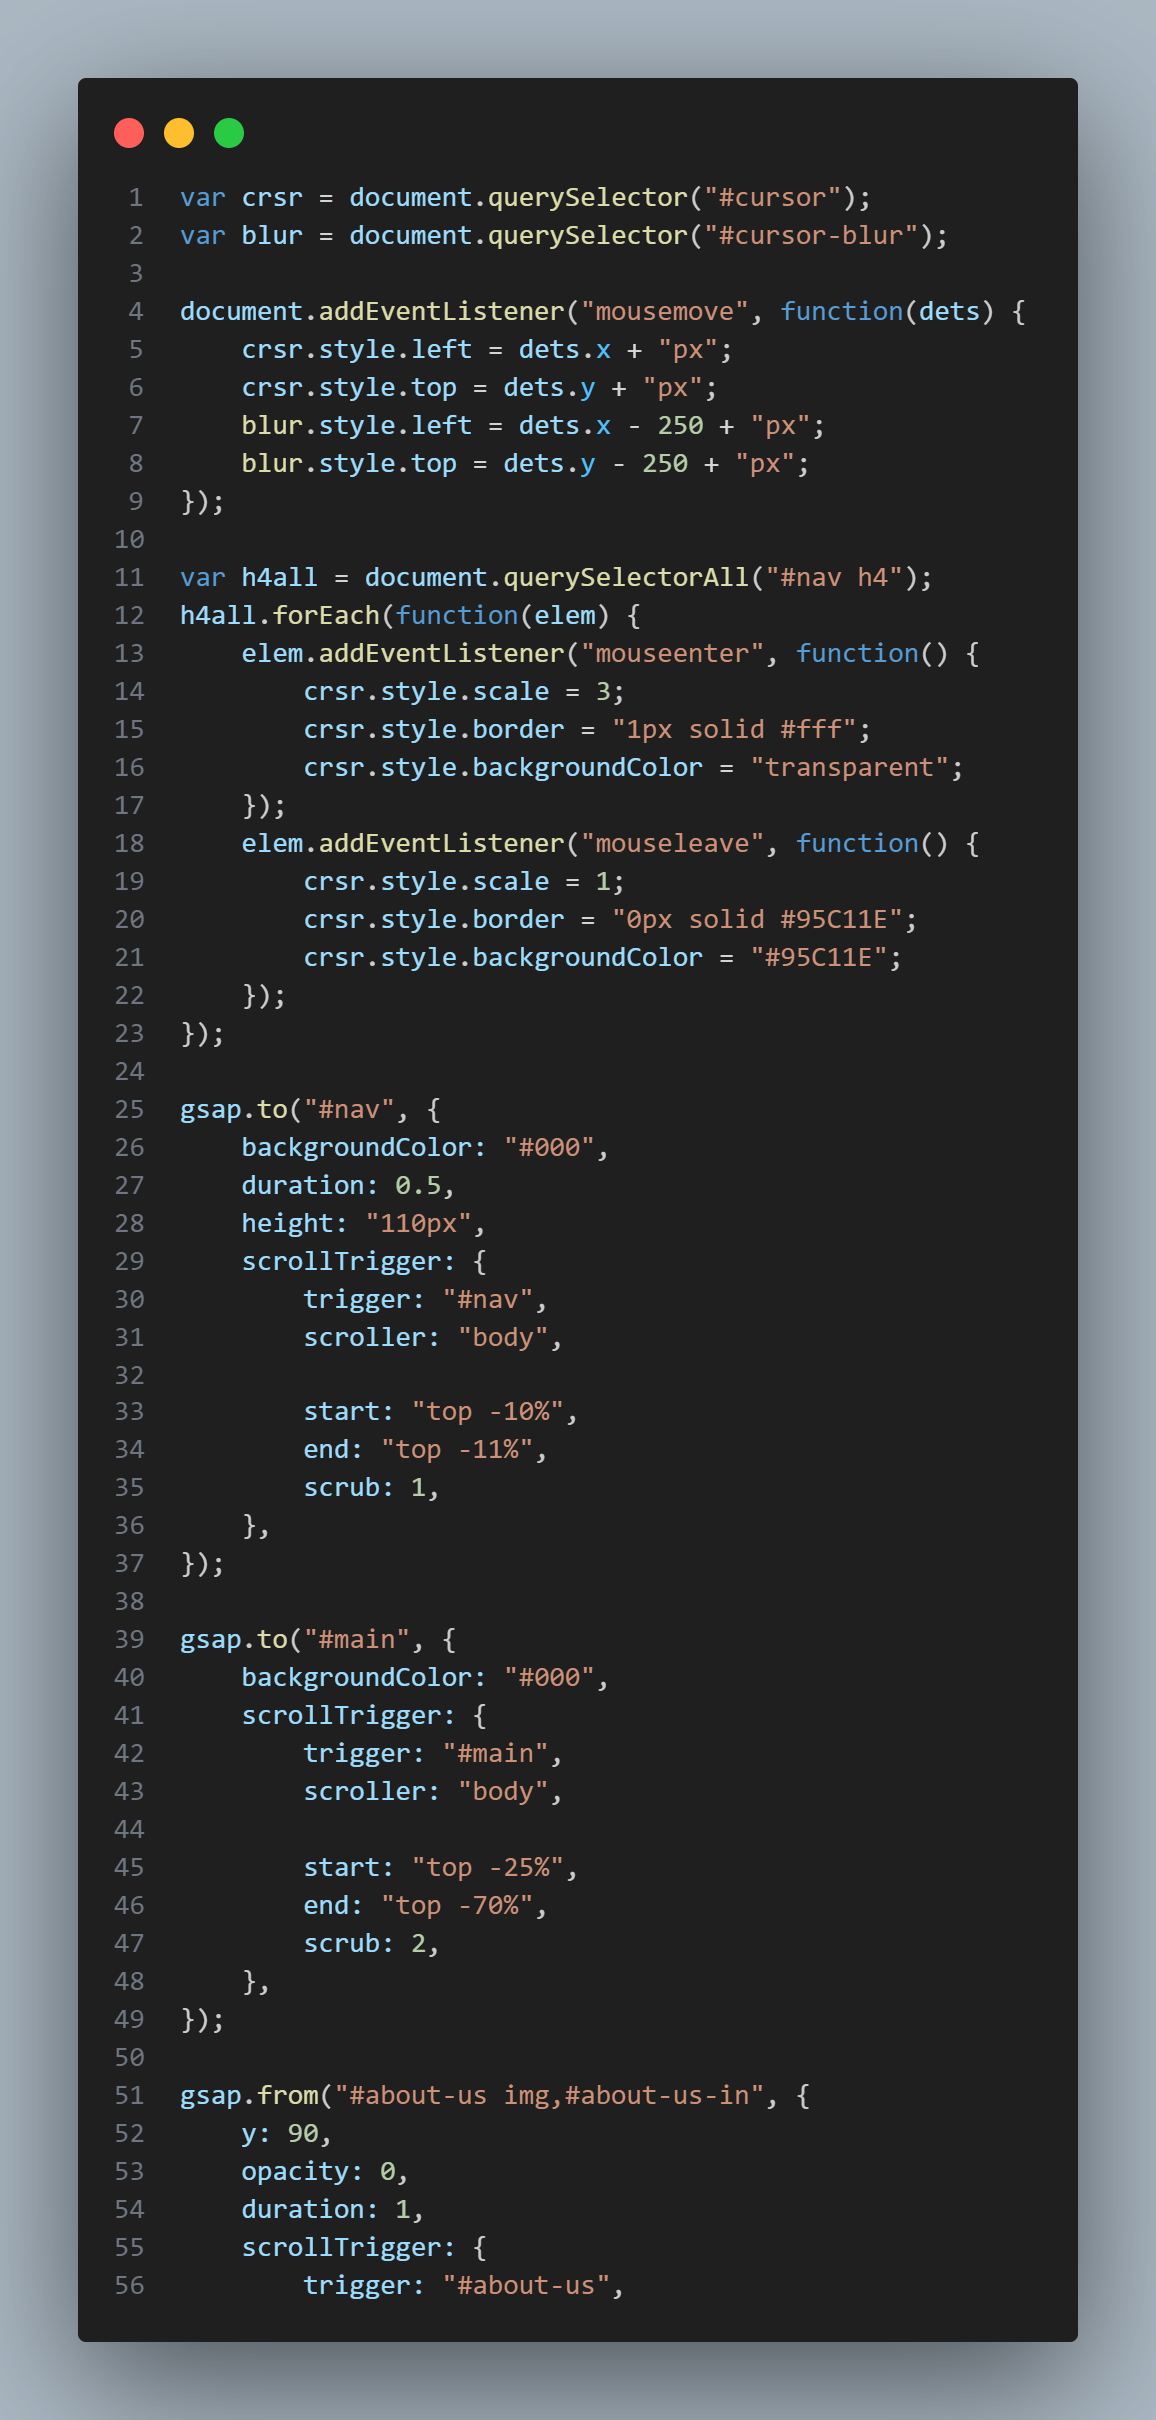 1 var crsr = document.querySelector("#cursor");
2 var blur = document.querySelector("#cursor-blur");
3
4 document.addEventListener("mousemove", function(dets) {
5     crsr.style.left = dets.x + "px";
6     crsr.style.top = dets.y + "px";
7     blur.style.left = dets.x - 250 + "px";
8     blur.style.top = dets.y - 250 + "px";
9 });
10
11 var h4all = document.querySelectorAll("#nav h4");
12 h4all.forEach(function(elem) {
13     elem.addEventListener("mouseenter", function() {
14         crsr.style.scale = 3;
15         crsr.style.border = "1px solid #fff";
16         crsr.style.backgroundColor = "transparent";
17     });
18     elem.addEventListener("mouseleave", function() {
19         crsr.style.scale = 1;
20         crsr.style.border = "0px solid #95C11E";
21         crsr.style.backgroundColor = "#95C11E";
22     });
23 });
24
25 gsap.to("#nav", {
26     backgroundColor: "#000",
27     duration: 0.5,
28     height: "110px",
29     scrollTrigger: {
30         trigger: "#nav",
31         scroller: "body",
32
33         start: "top -10%",
34         end: "top -11%",
35         scrub: 1,
36     },
37 });
38
39 gsap.to("#main", {
40     backgroundColor: "#000",
41     scrollTrigger: {
42         trigger: "#main",
43         scroller: "body",
44
45         start: "top -25%",
46         end: "top -70%",
47         scrub: 2,
48     },
49 });
50
51 gsap.from("#about-us img,#about-us-in", {
52     y: 90,
53     opacity: 0,
54     duration: 1,
55     scrollTrigger: {
56         trigger: "#about-us",